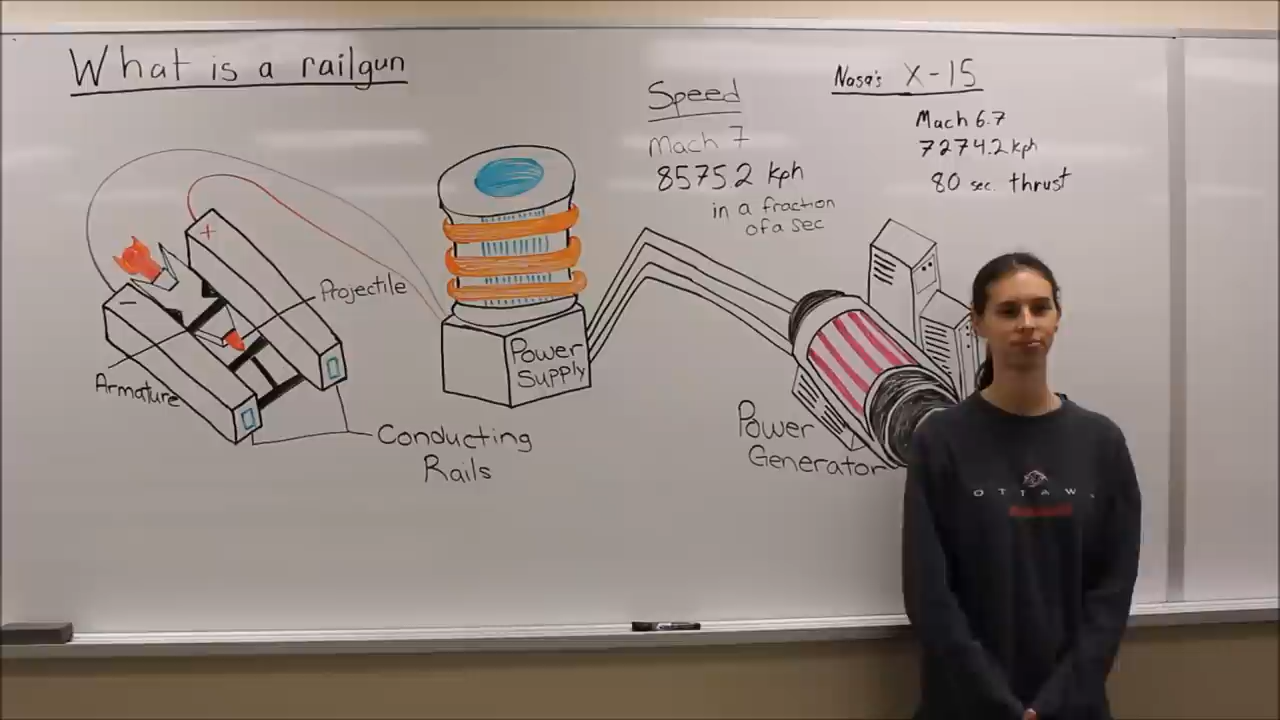 What is a railgun
Speed
Mach 7
8575.2 kph
in a fraction
of a sec
Nasa's X-15
Mach 6.7
7274.2 kph
80 sec. thrust
+
-
Projectile
Armature
Conducting
Rails
Power
Supply
Power
Generator
OTTAWA